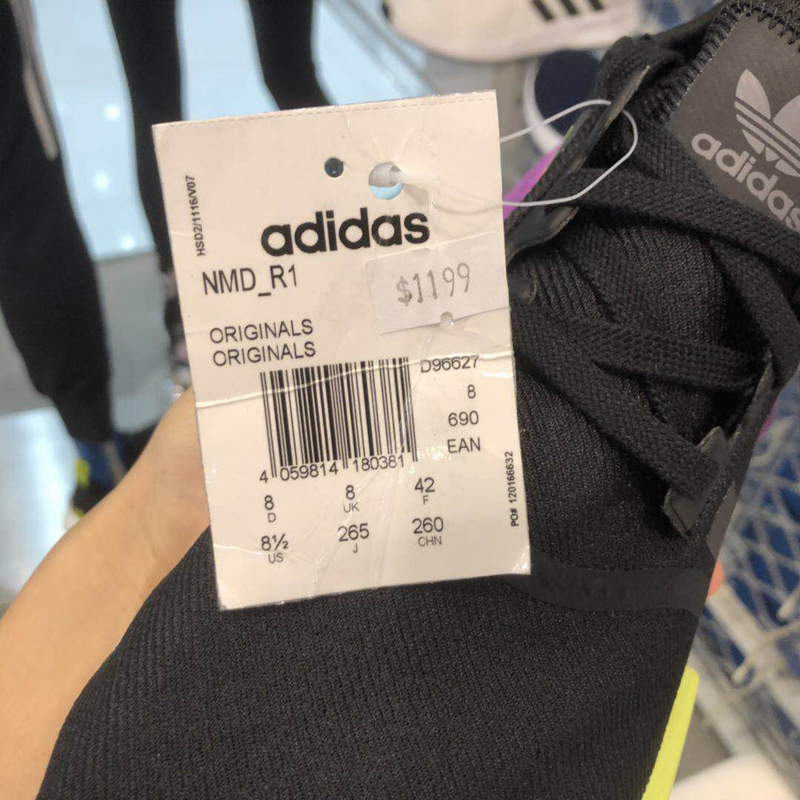 adidas
HSD2/1116/V07
adidas
NMD_R1
$1199
ORIGINALS
ORIGINALS
D96627
8
690
EAN
4 059814 180381
8 8 42
D UK F
8½ 265 260
US J CHN
PO# 120166632